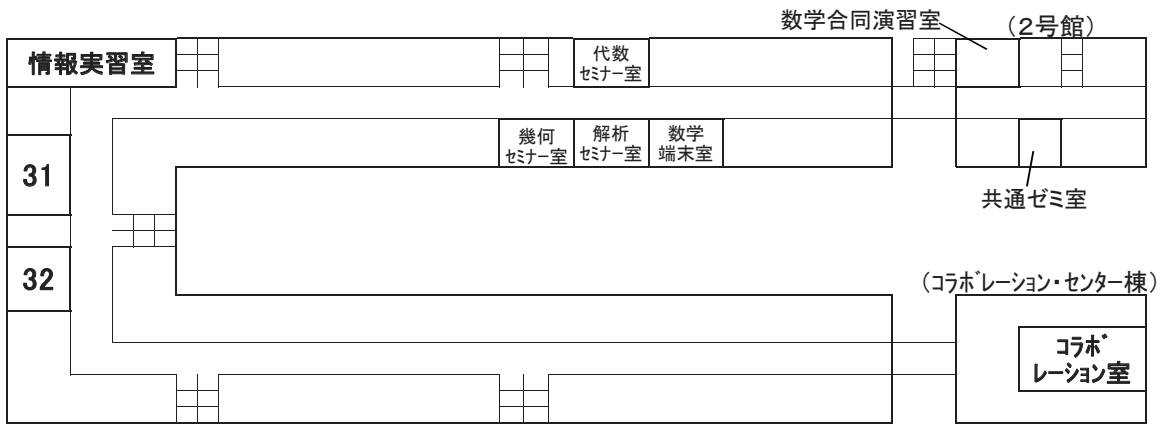 数学合同演習室
（２号館）
情報実習室
代数
セミナー室
幾何
セミナー室
解析
セミナー室
数学
端末室
31
共通ゼミ室
32
（コラボレーション・センター棟）
コラボ
レーション室